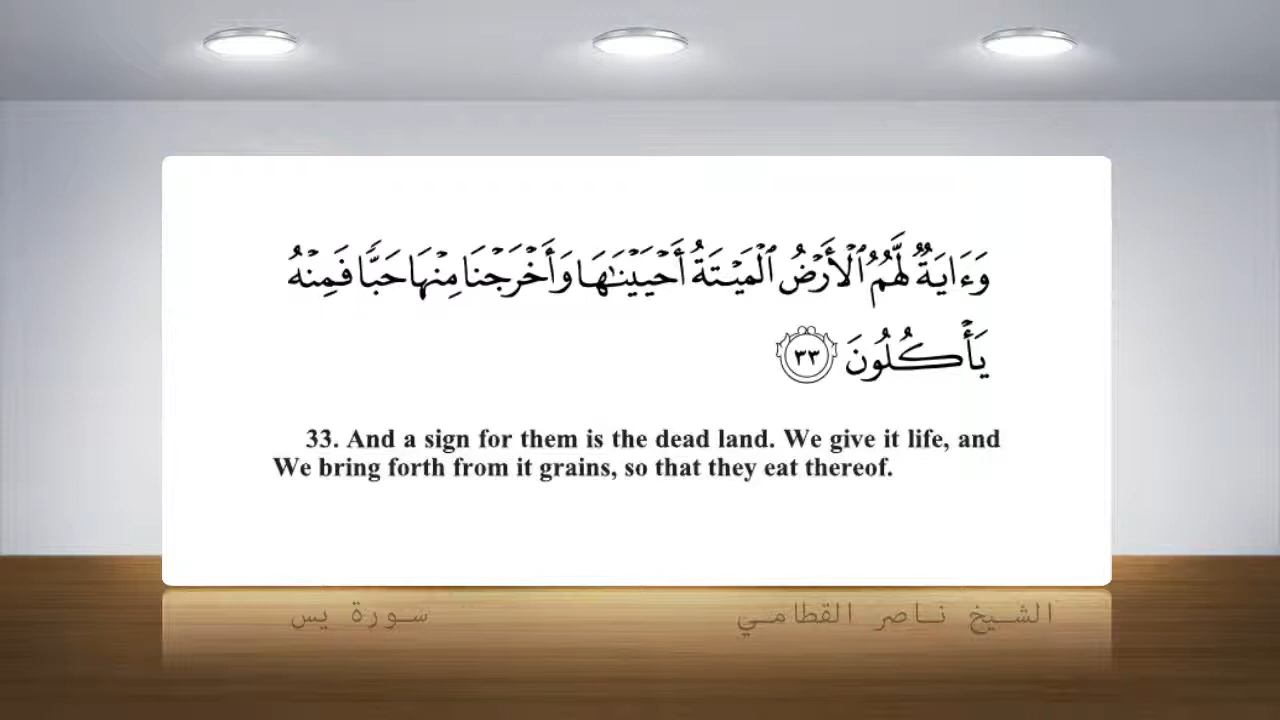 وَءَايَةٌ لَّهُمُ ٱلْأَرْضُ ٱلْمَيْتَةُ أَحْيَيْنَٰهَا وَأَخْرَجْنَا مِنْهَا حَبًّا فَمِنْهُ
يَأْكُلُونَ ٣٣
33. And a sign for them is the dead land. We give it life, and
We bring forth from it grains, so that they eat thereof.
الشيخ ناصر القطامي سورة يس